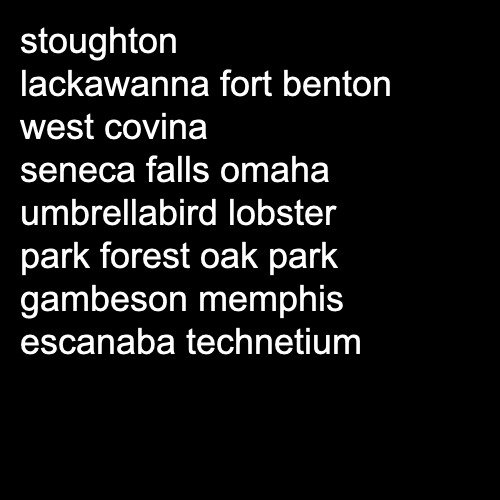 stoughton
lackawanna fort benton
west covina
seneca falls omaha
umbrellabird lobster
park forest oak park
gambeson memphis
escanaba technetium